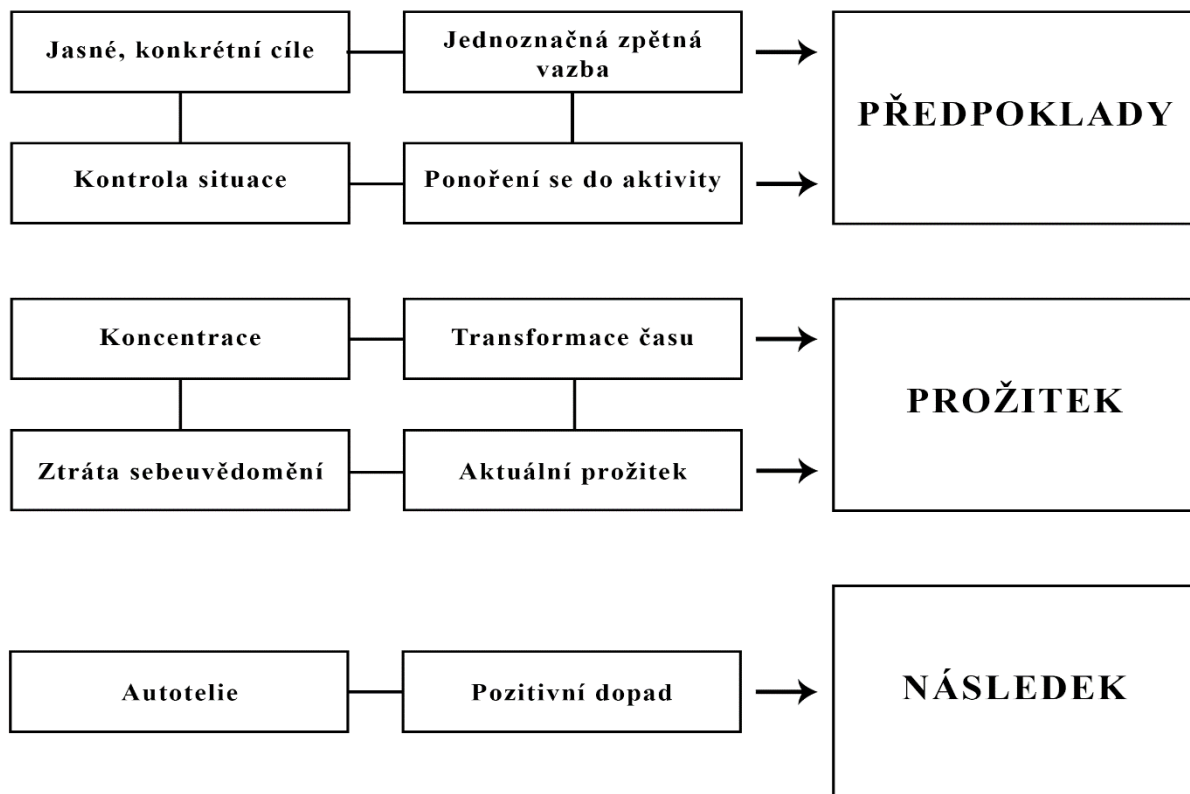 Jasné, konkrétní cíle
Jednoznačná zpětná
vazba
PŘEDPOKLADY
Kontrola situace
Ponoření se do aktivity
Koncentrace
Transformace času
PROŽITEK
Ztráta sebeuvědomění
Aktuální prožitek
Autotelie
Pozitivní dopad
NÁSLEDEK